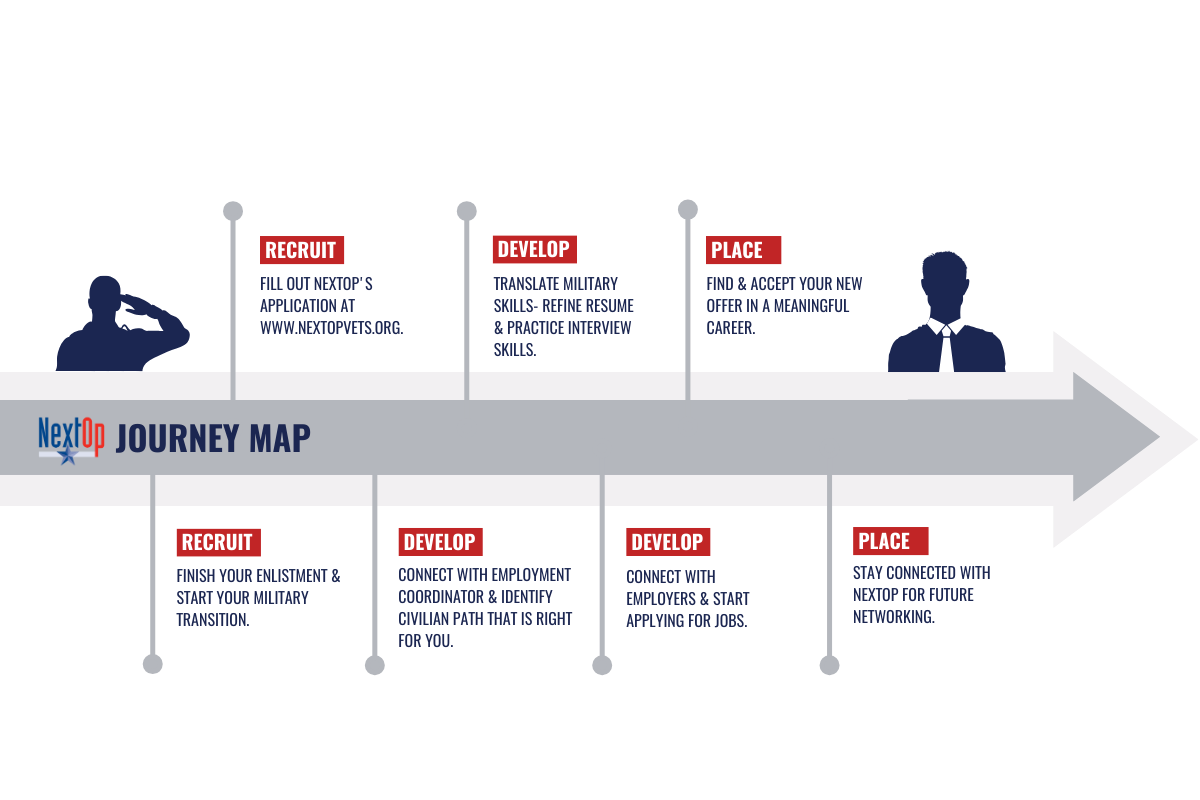 RECRUIT
FILL OUT NEXTOP'S
APPLICATION AT
WWW.NEXTOPVETS.ORG.
DEVELOP
TRANSLATE MILITARY
SKILLS- REFINE RESUME
& PRACTICE INTERVIEW
SKILLS.
PLACE
FIND & ACCEPT YOUR NEW
OFFER IN A MEANINGFUL
CAREER.
NextOp JOURNEY MAP
RECRUIT
FINISH YOUR ENLISTMENT &
START YOUR MILITARY
TRANSITION.
DEVELOP
CONNECT WITH EMPLOYMENT
COORDINATOR & IDENTIFY
CIVILIAN PATH THAT IS RIGHT
FOR YOU.
DEVELOP
CONNECT WITH
EMPLOYERS & START
APPLYING FOR JOBS.
PLACE
STAY CONNECTED WITH
NEXTOP FOR FUTURE
NETWORKING.